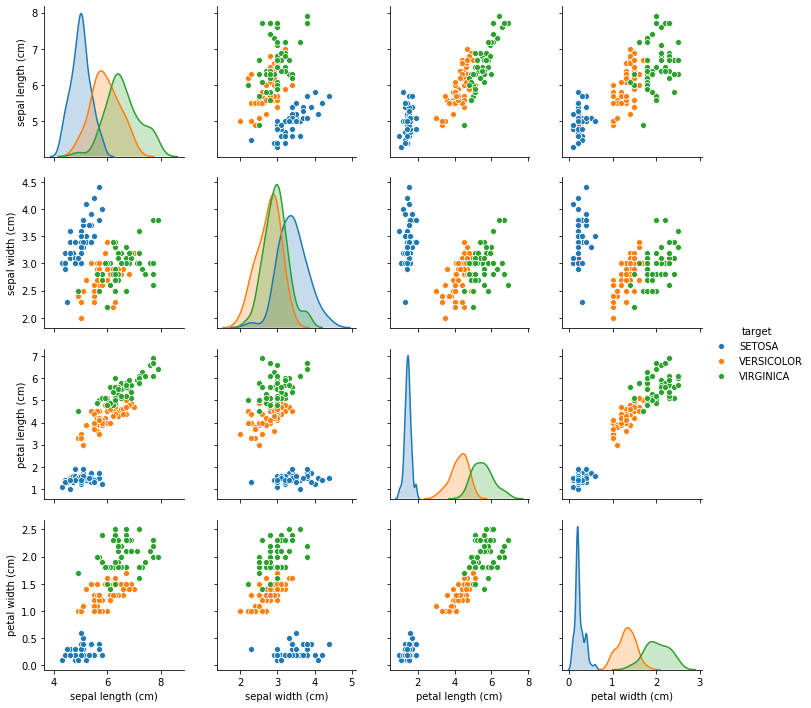 8
7
6
5
sepal length (cm)
4.5
4.0
3.5
3.0
2.5
2.0
sepal width (cm)
target
SETOSA
VERSICOLOR
VIRGINICA
7
6
5
4
3
2
1
petal length (cm)
2.5
2.0
1.5
1.0
0.5
0.0
petal width (cm)
4 6 8
2 3 4 5
2 4 6 8
0 1 2 3
sepal length (cm)
sepal width (cm)
petal length (cm)
petal width (cm)